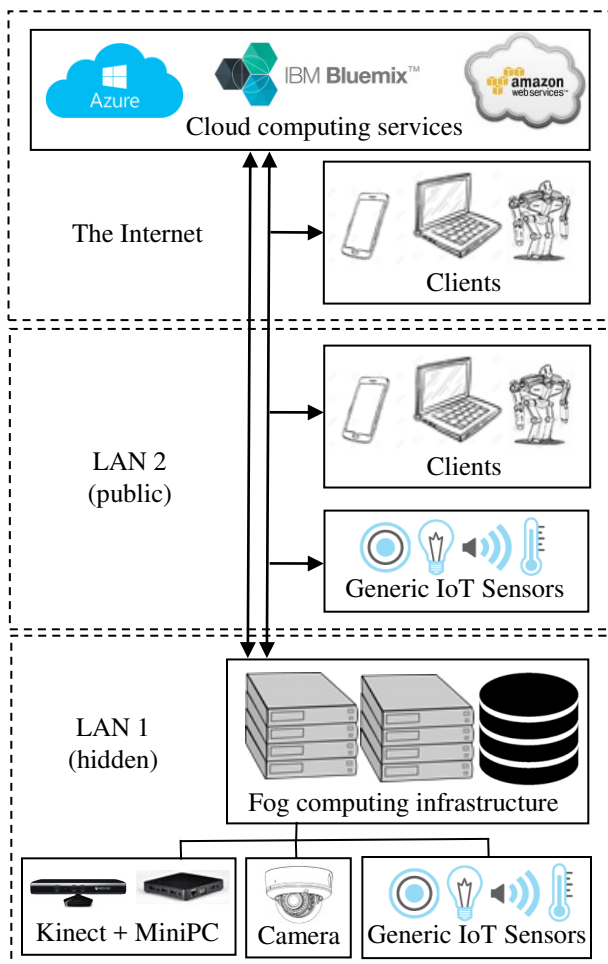 Azure
IBM Bluemix™
amazon
webservices™
Cloud computing services
The Internet
Clients
LAN 2
(public)
Clients
Generic IoT Sensors
LAN 1
(hidden)
Fog computing infrastructure
Kinect + MiniPC
Camera
Generic IoT Sensors